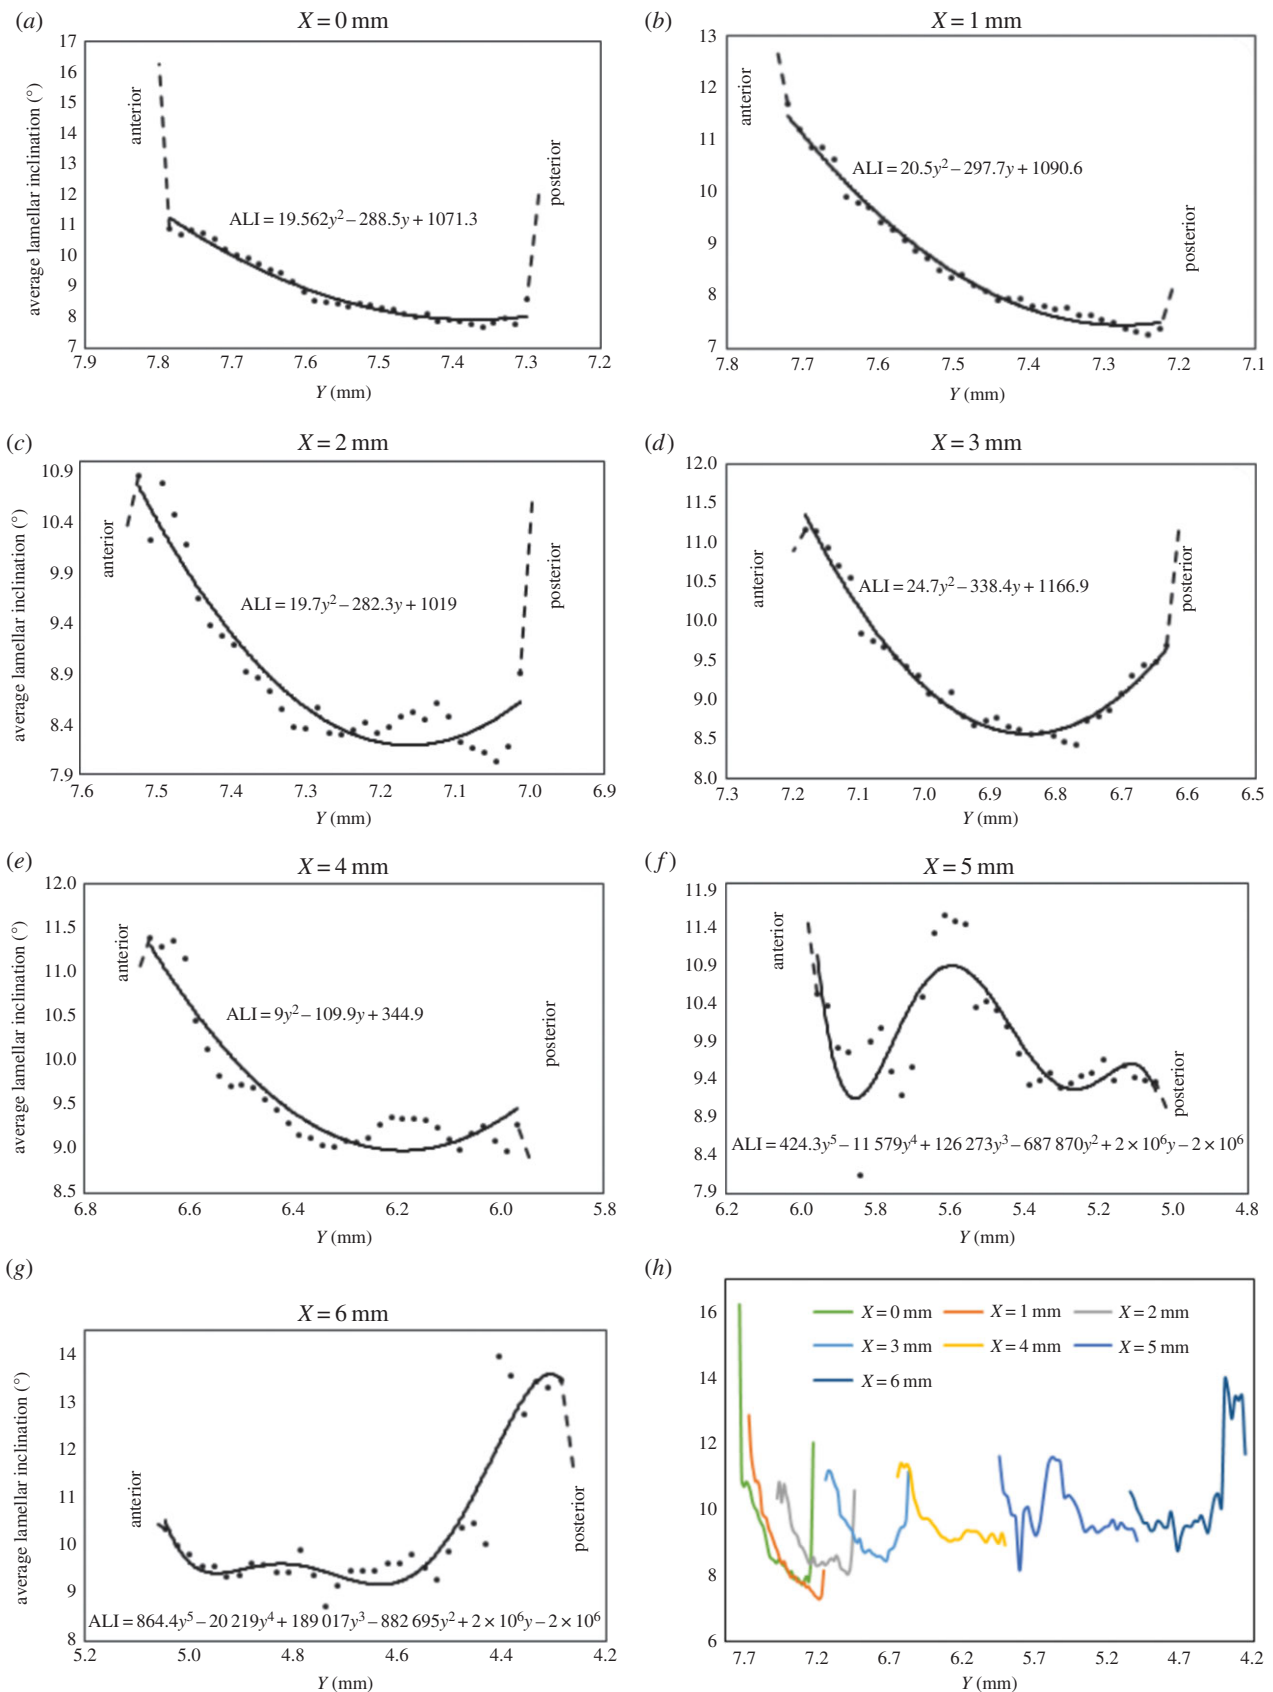 (a)
X = 0 mm
17
16
15
14
13
12
11
10
9
8
7
average lamellar inclination (°)
anterior
posterior
ALI = 19.562y² – 288.5y + 1071.3
7.9 7.8 7.7 7.6 7.5 7.4 7.3 7.2
Y (mm)
(b)
X = 1 mm
13
12
11
10
9
8
7
anterior
posterior
ALI = 20.5y² – 297.7y + 1090.6
7.8 7.7 7.6 7.5 7.4 7.3 7.2 7.1
Y (mm)
(c)
X = 2 mm
10.9
10.4
9.9
9.4
8.9
8.4
7.9
average lamellar inclination (°)
anterior
posterior
ALI = 19.7y² – 282.3y + 1019
7.6 7.5 7.4 7.3 7.2 7.1 7.0 6.9
Y (mm)
(d)
X = 3 mm
12.0
11.5
11.0
10.5
10.0
9.5
9.0
8.5
8.0
anterior
posterior
ALI = 24.7y² – 338.4y + 1166.9
7.3 7.2 7.1 7.0 6.9 6.8 6.7 6.6 6.5
Y (mm)
(e)
X = 4 mm
12.0
11.5
11.0
10.5
10.0
9.5
9.0
8.5
average lamellar inclination (°)
anterior
posterior
ALI = 9y² – 109.9y + 344.9
6.8 6.6 6.4 6.2 6.0 5.8
Y (mm)
(f)
X = 5 mm
11.9
11.4
10.9
10.4
9.9
9.4
8.9
8.4
7.9
anterior
posterior
ALI = 424.3y⁵ – 11 579y⁴ + 126 273y³ – 687 870y² + 2 × 10⁶y – 2 × 10⁶
6.2 6.0 5.8 5.6 5.4 5.2 5.0 4.8
Y (mm)
(g)
X = 6 mm
14
13
12
11
10
9
8
average lamellar inclination (°)
anterior
posterior
ALI = 864.4y⁵ – 20 219y⁴ + 189 017y³ – 882 695y² + 2 × 10⁶y – 2 × 10⁶
5.2 5.0 4.8 4.6 4.4 4.2
Y (mm)
(h)
16
14
12
10
8
6
X = 0 mm X = 1 mm X = 2 mm
X = 3 mm X = 4 mm X = 5 mm
X = 6 mm
7.7 7.2 6.7 6.2 5.7 5.2 4.7 4.2
Y (mm)